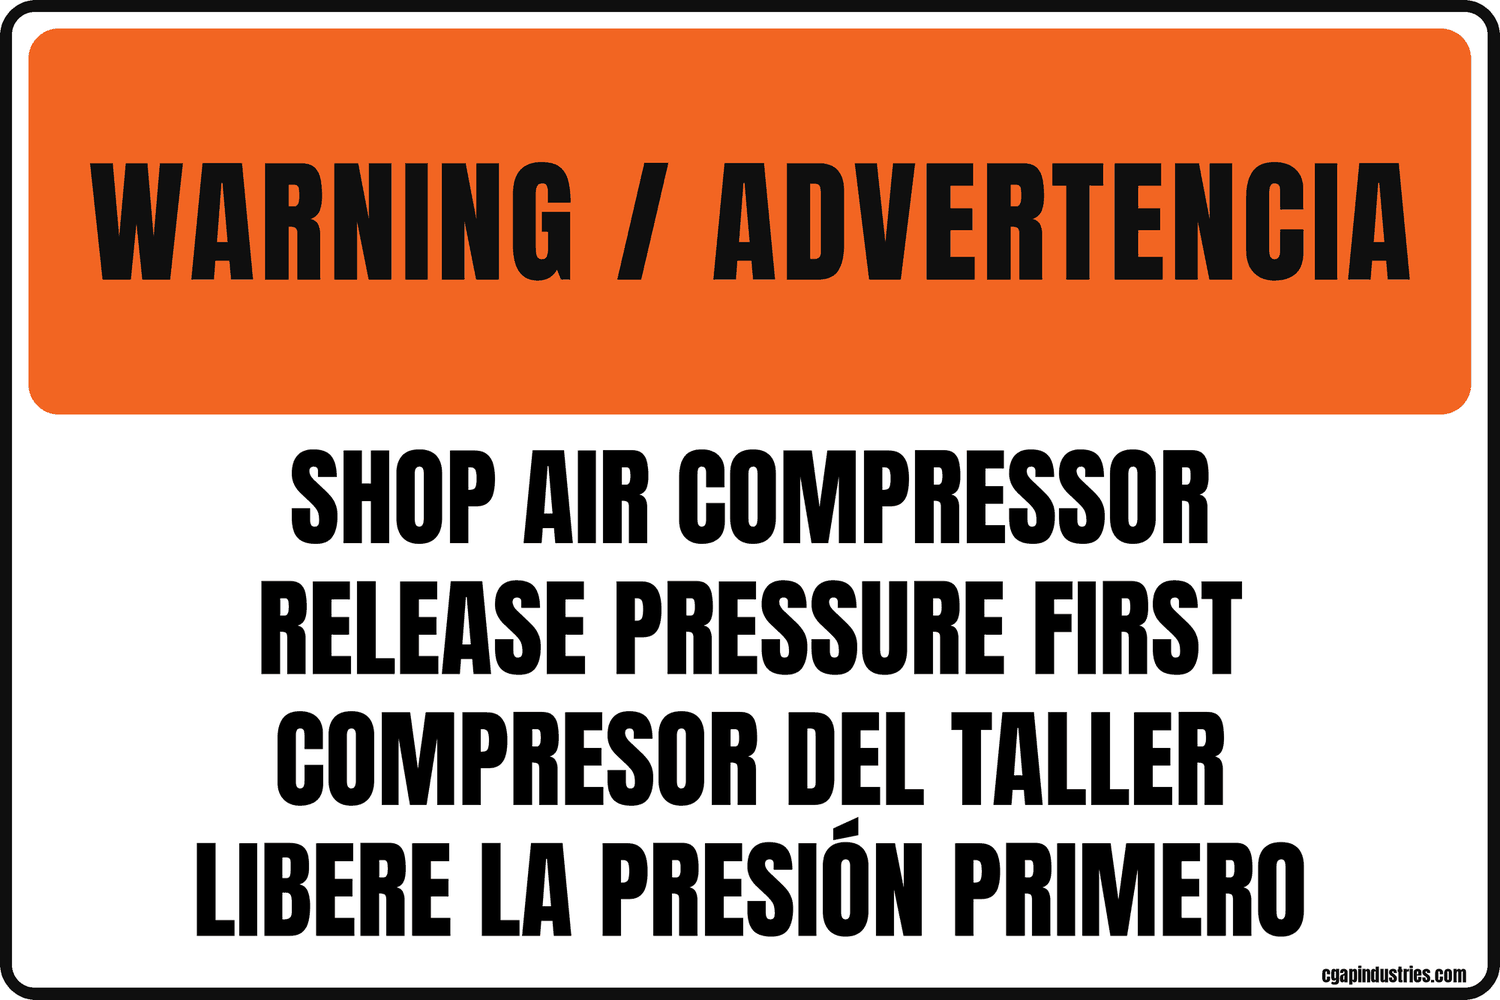 WARNING / ADVERTENCIA
SHOP AIR COMPRESSOR
RELEASE PRESSURE FIRST
COMPRESOR DEL TALLER
LIBERE LA PRESIÓN PRIMERO
cgapindustries.com